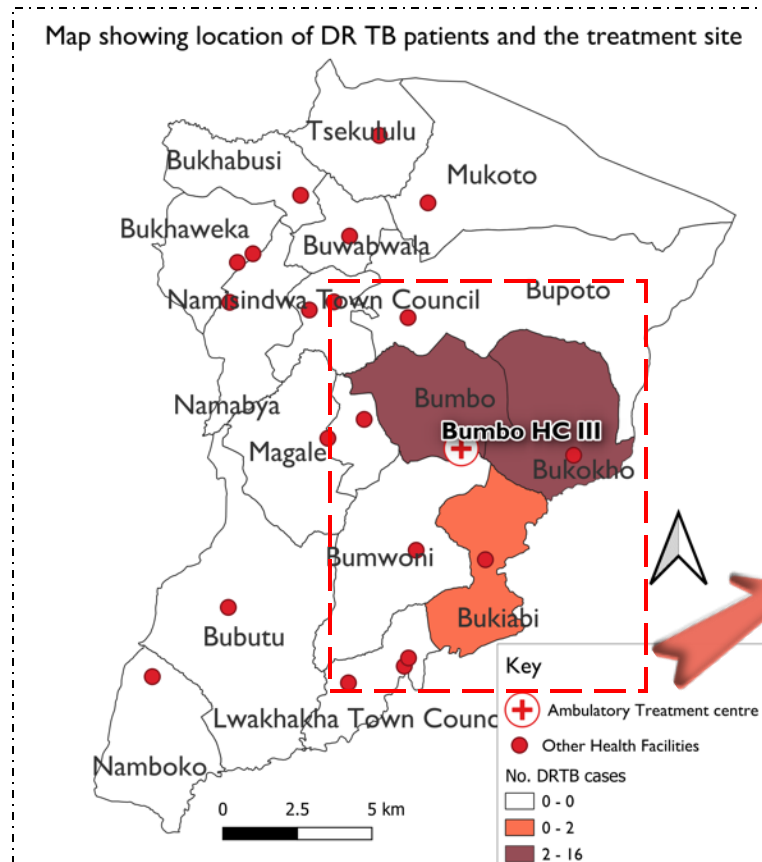 Map showing location of DR TB patients and the treatment site
Tsekululu
Bukhabusi
Mukoto
Bukhaweka
Buwabwala
Bupoto
Namisindwa Town Council
Namabya
Bumbo
Bumbo HC III
Magale
Bukokho
Bumwoni
Bukiabi
Bubutu
Lwakhakha Town Counc
Namboko
0 2.5 5 km
Key
Ambulatory Treatment centre
Other Health Facilities
No. DRTB cases
0 - 0
0 - 2
2 - 16